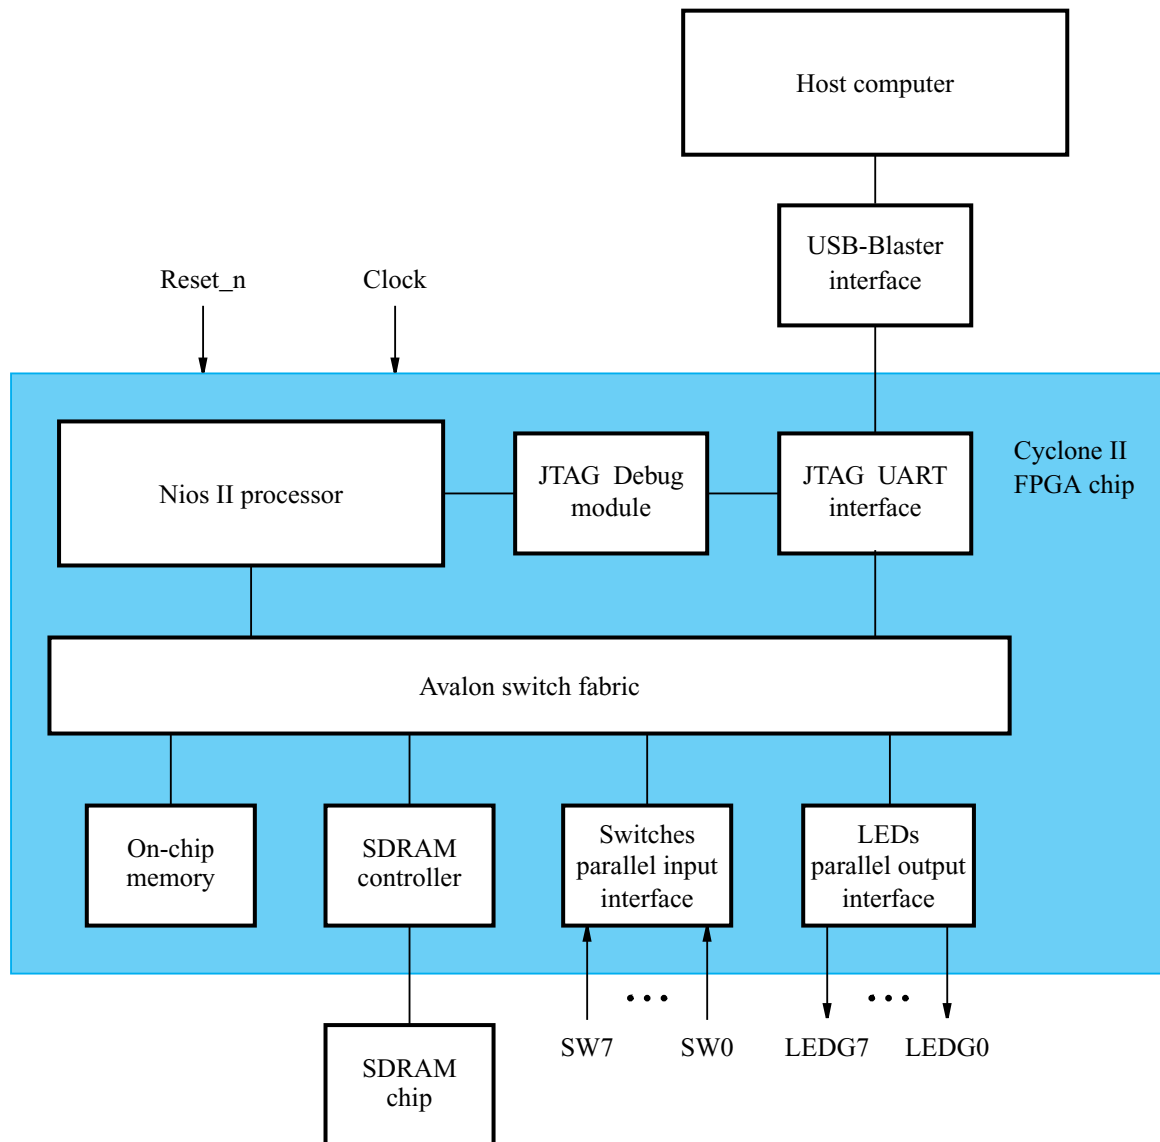 Host computer
USB-Blaster
interface
Reset_n
Clock
Cyclone II
FPGA chip
Nios II processor
JTAG Debug
module
JTAG UART
interface
Avalon switch fabric
On-chip
memory
SDRAM
controller
Switches
parallel input
interface
LEDs
parallel output
interface
SW7
SW0
LEDG7
LEDG0
SDRAM
chip